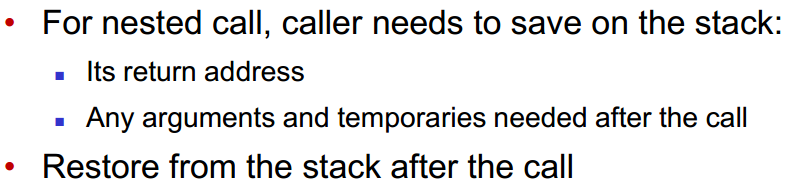 • For nested call, caller needs to save on the stack:
▪ Its return address
▪ Any arguments and temporaries needed after the call
• Restore from the stack after the call